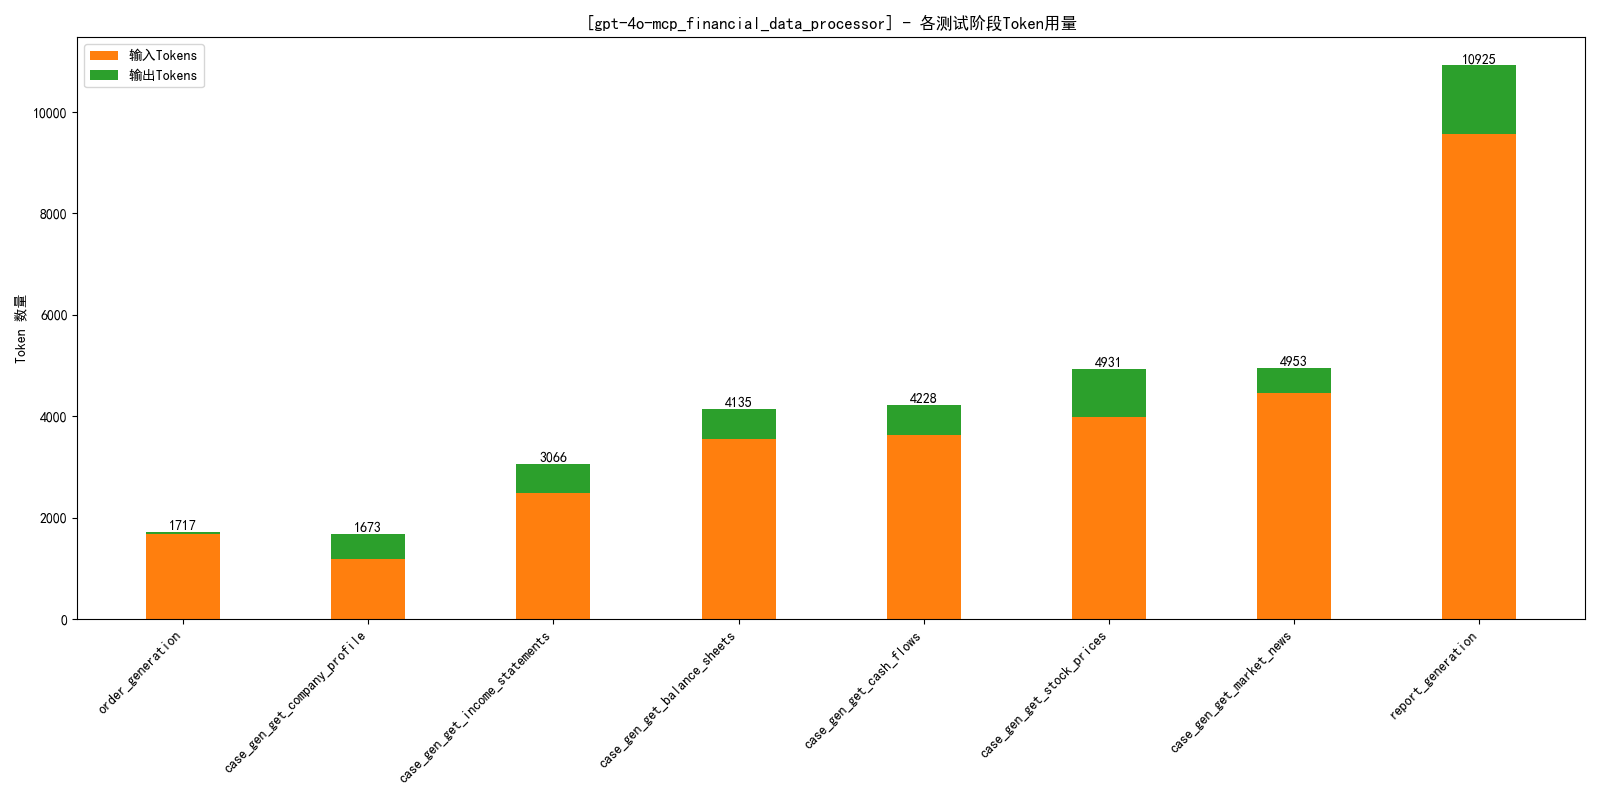 [gpt-4o-mcp_financial_data_processor] - 各测试阶段Token用量
输入Tokens
输出Tokens
Token 数量
10000
8000
6000
4000
2000
0
1717
1673
3066
4135
4228
4931
4953
10925
order_generation
case_gen_get_company_profile
case_gen_get_income_statements
case_gen_get_balance_sheets
case_gen_get_cash_flows
case_gen_get_stock_prices
case_gen_get_market_news
report_generation